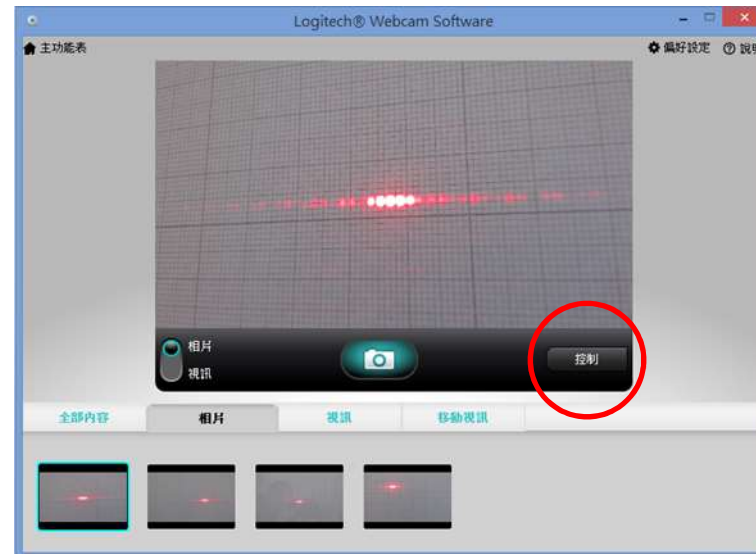 Logitech® Webcam Software
主功能表
偏好設定 說明
相片
視訊
控制
全部內容 相片 視訊 移動視訊